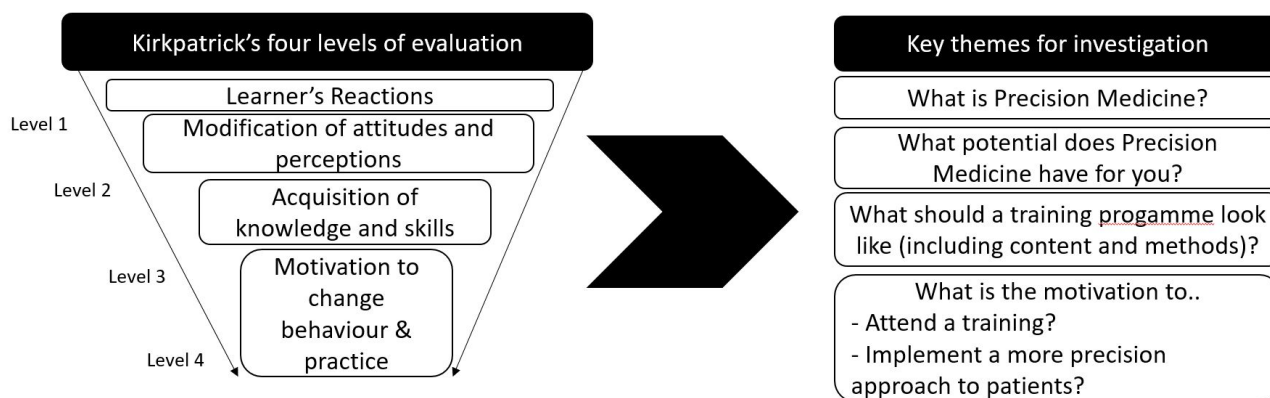 Kirkpatrick's four levels of evaluation
Learner's Reactions
Level 1
Modification of attitudes and
perceptions
Level 2
Acquisition of
knowledge and skills
Level 3
Motivation to
change
behaviour &
practice
Level 4
Key themes for investigation
What is Precision Medicine?
What potential does Precision
Medicine have for you?
What should a training progamme look
like (including content and methods)?
What is the motivation to..
- Attend a training?
- Implement a more precision
approach to patients?